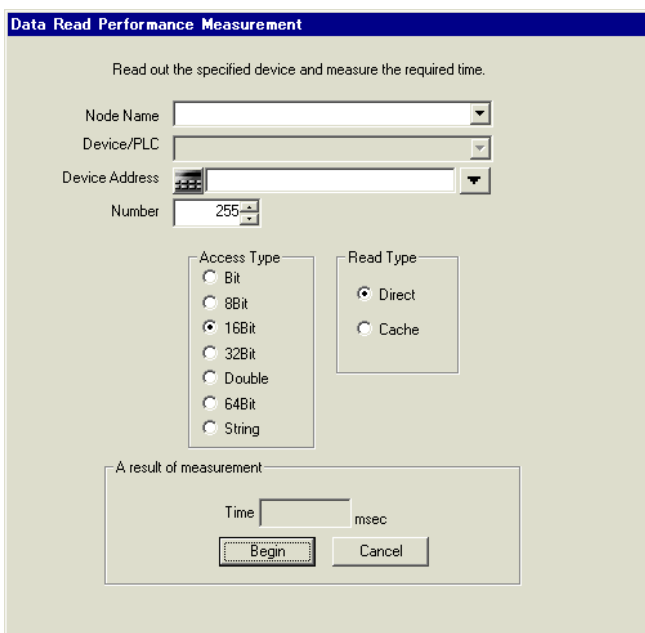 Data Read Performance Measurement
Read out the specified device and measure the required time.
Node Name
Device/PLC
Device Address
Number 255
Access Type
Bit
8Bit
16Bit
32Bit
Double
64Bit
String
Read Type
Direct
Cache
A result of measurement
Time msec
Begin Cancel